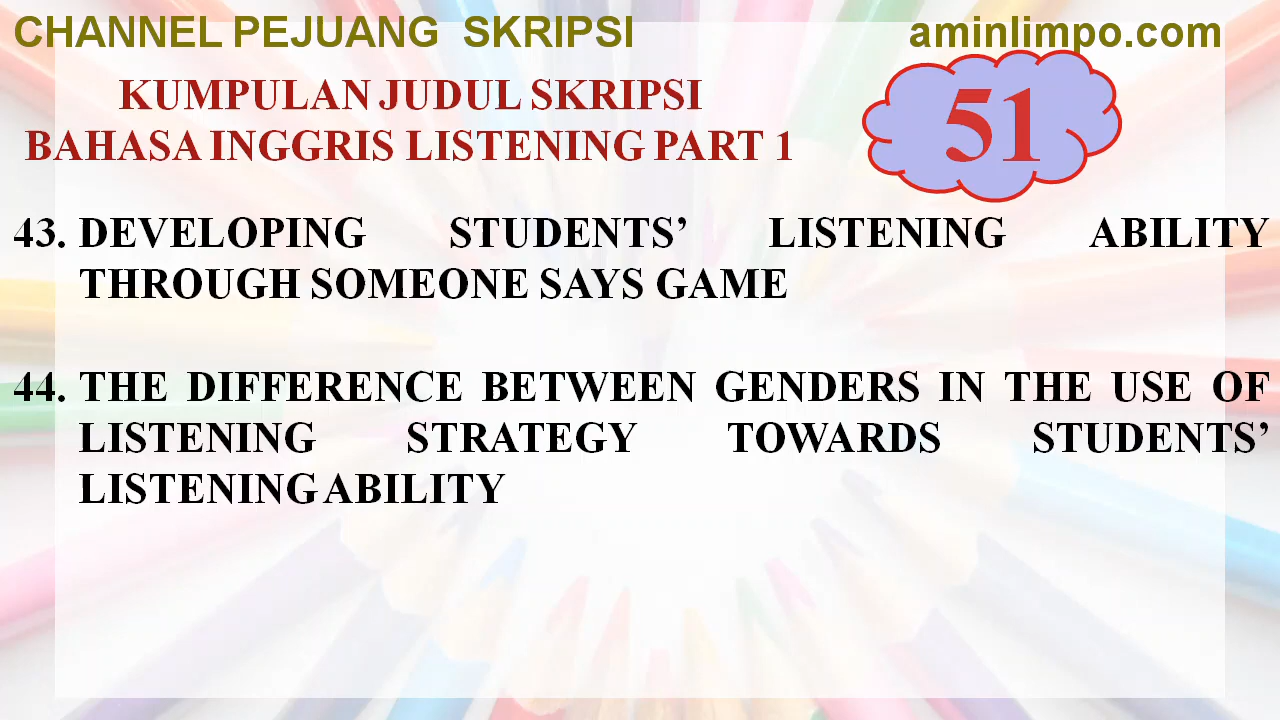 CHANNEL PEJUANG SKRIPSI aminlimpo.com
KUMPULAN JUDUL SKRIPSI
BAHASA INGGRIS LISTENING PART 1
51
43. DEVELOPING STUDENTS’ LISTENING ABILITY
THROUGH SOMEONE SAYS GAME
44. THE DIFFERENCE BETWEEN GENDERS IN THE USE OF
LISTENING STRATEGY TOWARDS STUDENTS’
LISTENING ABILITY